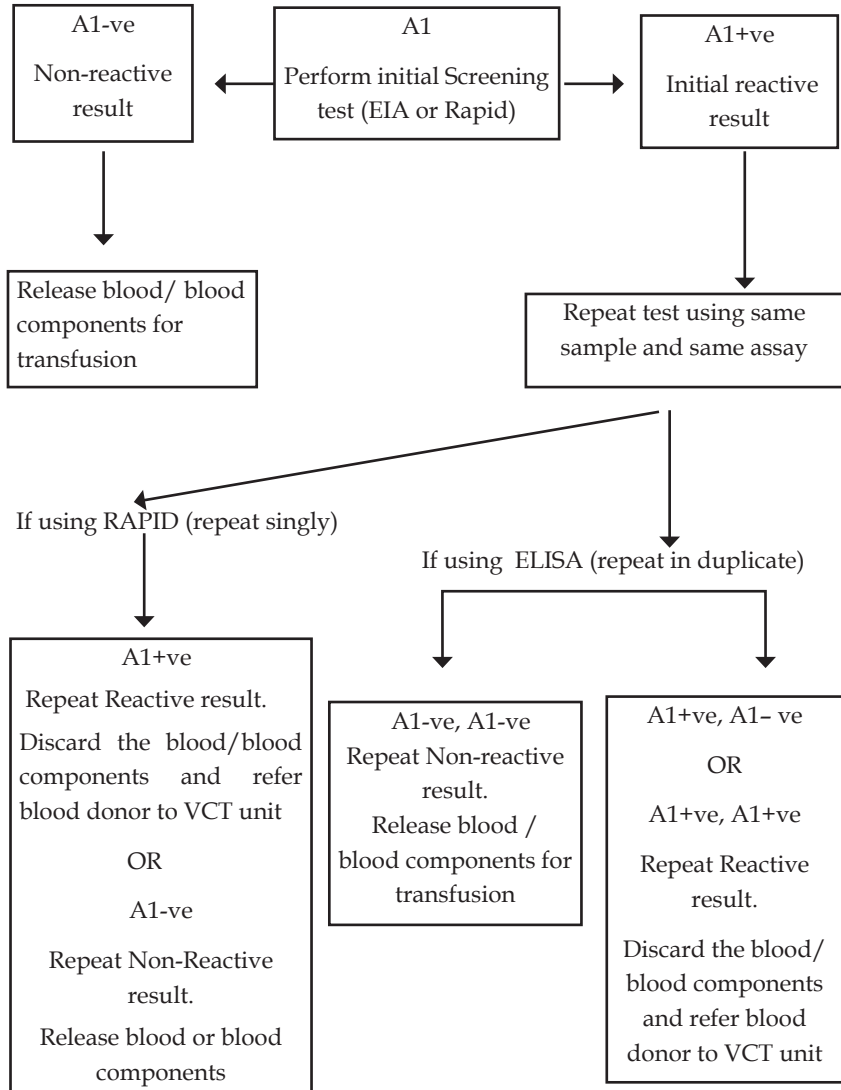 A1-ve
Non-reactive
result
A1
Perform initial Screening
test (EIA or Rapid)
A1+ve
Initial reactive
result
Release blood/ blood
components for
transfusion
Repeat test using same
sample and same assay
If using RAPID (repeat singly)
If using ELISA (repeat in duplicate)
A1+ve
Repeat Reactive result.
Discard the blood/blood
components and refer
blood donor to VCT unit
OR
A1-ve
Repeat Non-Reactive
result.
Release blood or blood
components
A1-ve, A1-ve
Repeat Non-reactive
result.
Release blood /
blood components for
transfusion
A1+ve, A1– ve
OR
A1+ve, A1+ve
Repeat Reactive
result.
Discard the blood/
blood components
and refer blood
donor to VCT unit